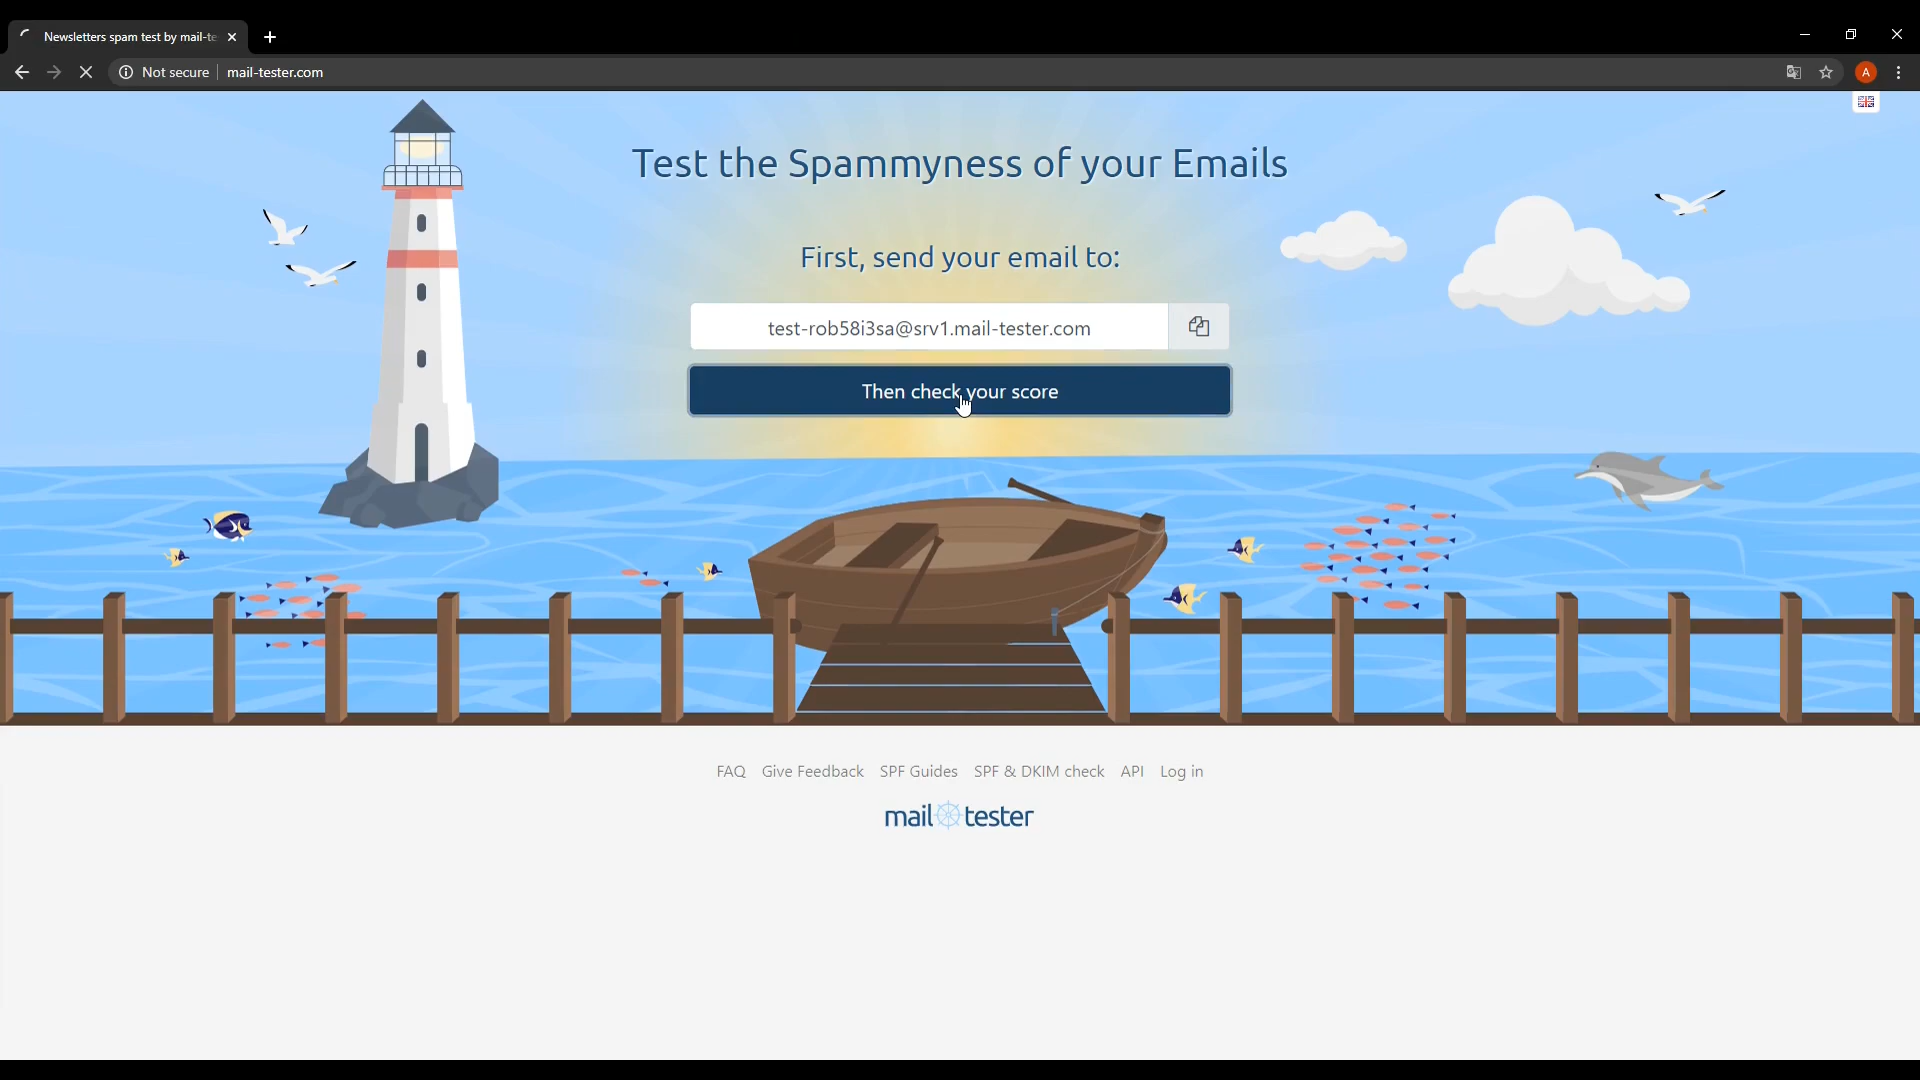 Newsletters spam test by mail-te
Not secure
mail-tester.com
A
Test the Spammyness of your Emails
First, send your email to:
test-rob58i3sa@srv1.mail-tester.com
Then check your score
FAQ Give Feedback SPF Guides SPF & DKIM check API Log in
mail tester